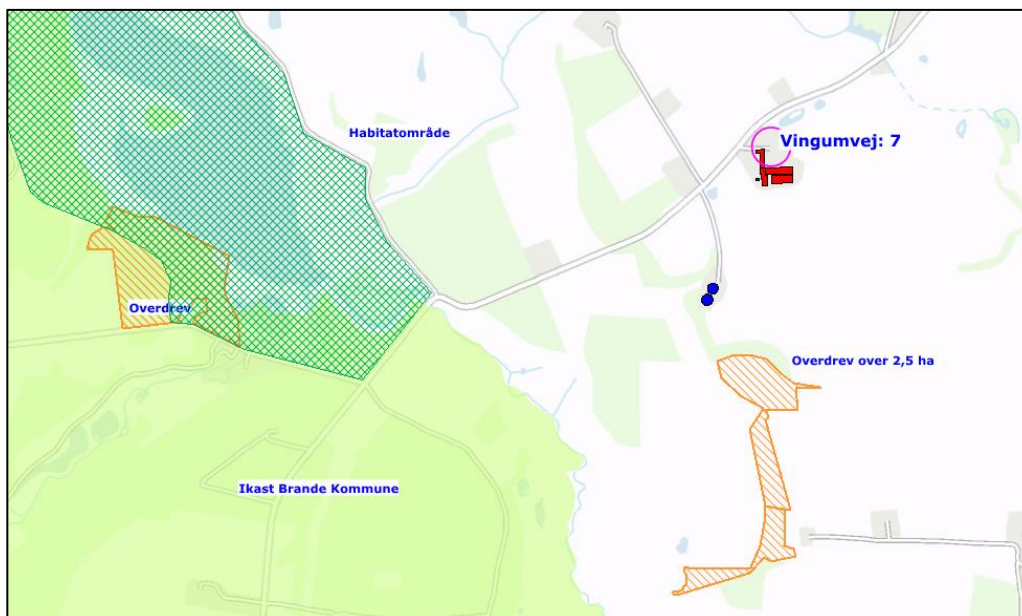 Habitatområde
Vingumvej: 7
Overdrev
Overdrev over 2,5 ha
Ikast Brande Kommune